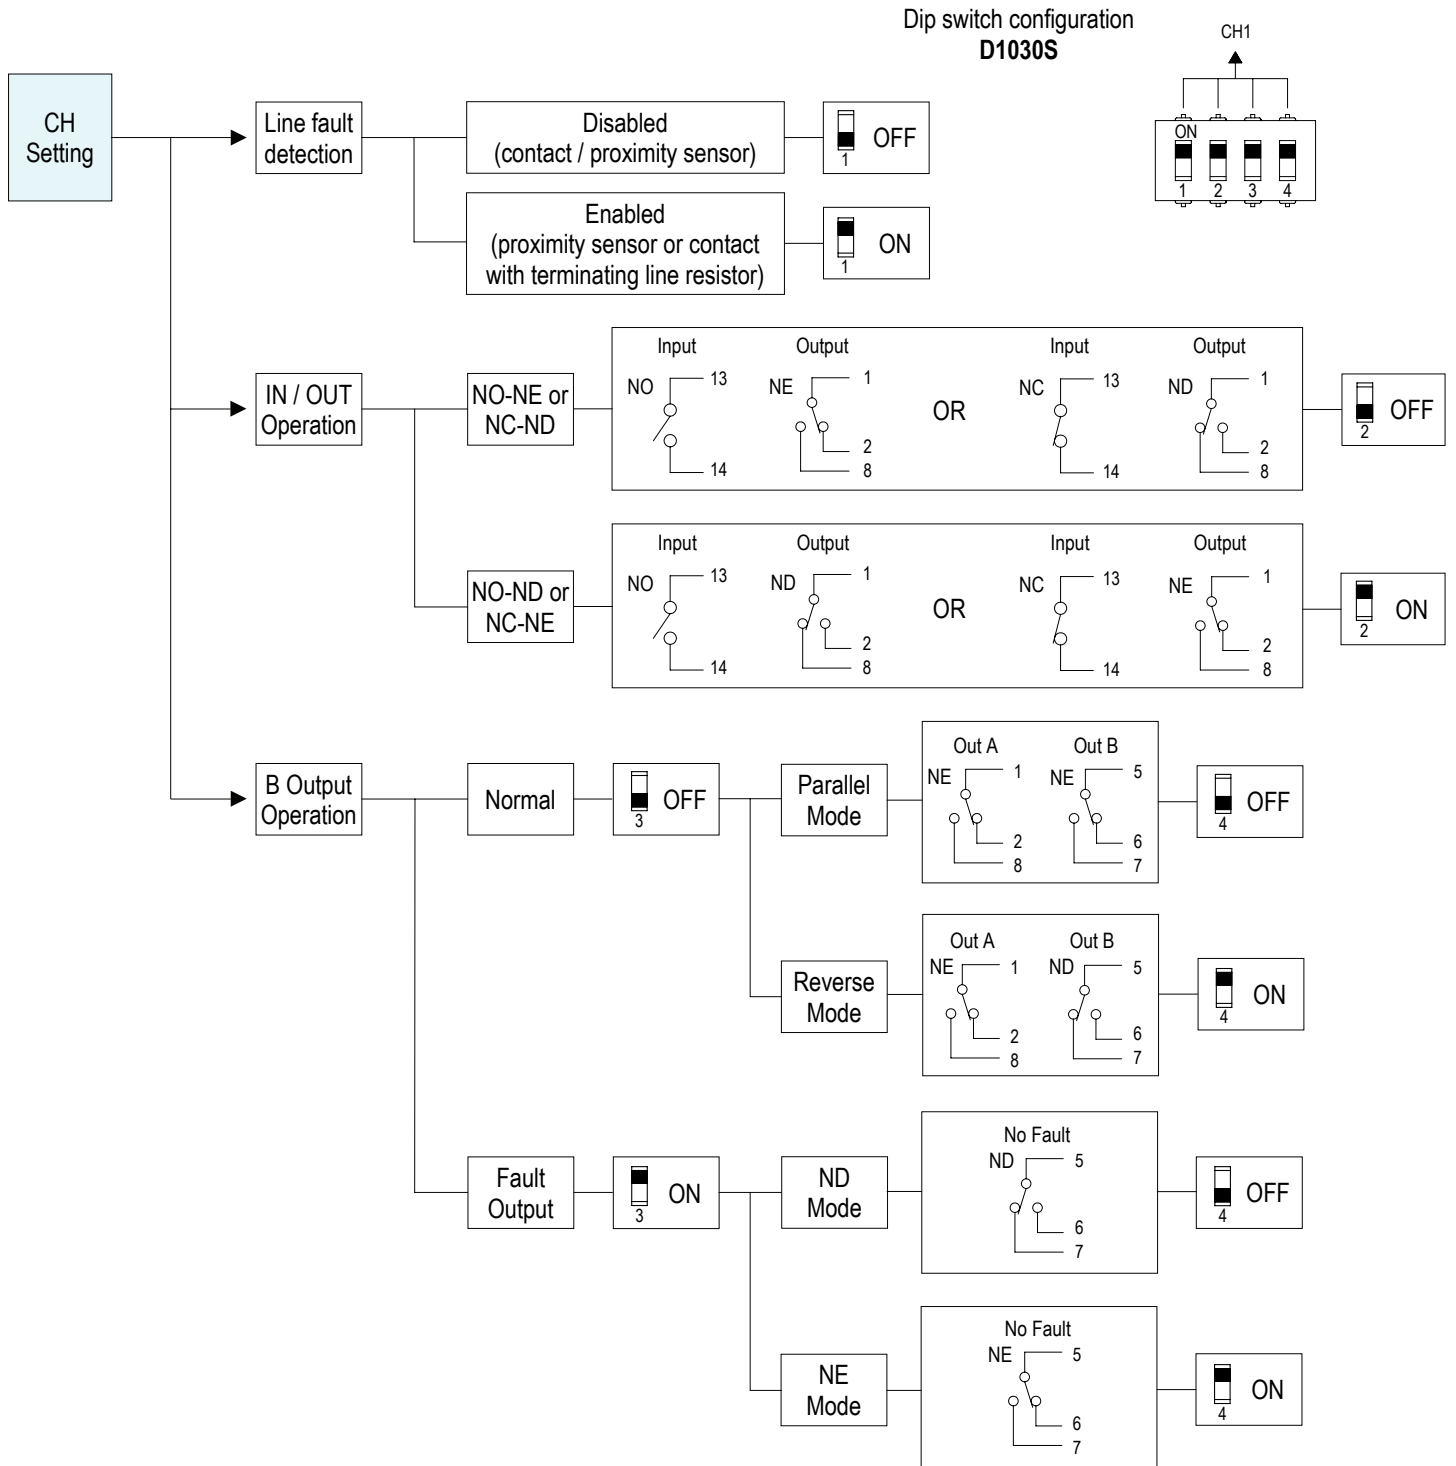 Dip switch configuration
D1030S
CH1
ON
1 2 3 4
CH
Setting
Line fault
detection
Disabled
(contact / proximity sensor)
1
OFF
Enabled
(proximity sensor or contact
with terminating line resistor)
1
ON
IN / OUT
Operation
NO-NE or
NC-ND
Input
NO
13
14
Output
NE
1
2
8
OR
Input
NC
13
14
Output
ND
1
2
8
2
OFF
NO-ND or
NC-NE
Input
NO
13
14
Output
ND
1
2
8
OR
Input
NC
13
14
Output
NE
1
2
8
2
ON
B Output
Operation
Normal
3
OFF
Parallel
Mode
Out A
NE
1
2
8
Out B
NE
5
6
7
4
OFF
Reverse
Mode
Out A
NE
1
2
8
Out B
ND
5
6
7
4
ON
Fault
Output
3
ON
ND
Mode
No Fault
ND
5
6
7
4
OFF
NE
Mode
No Fault
NE
5
6
7
4
ON